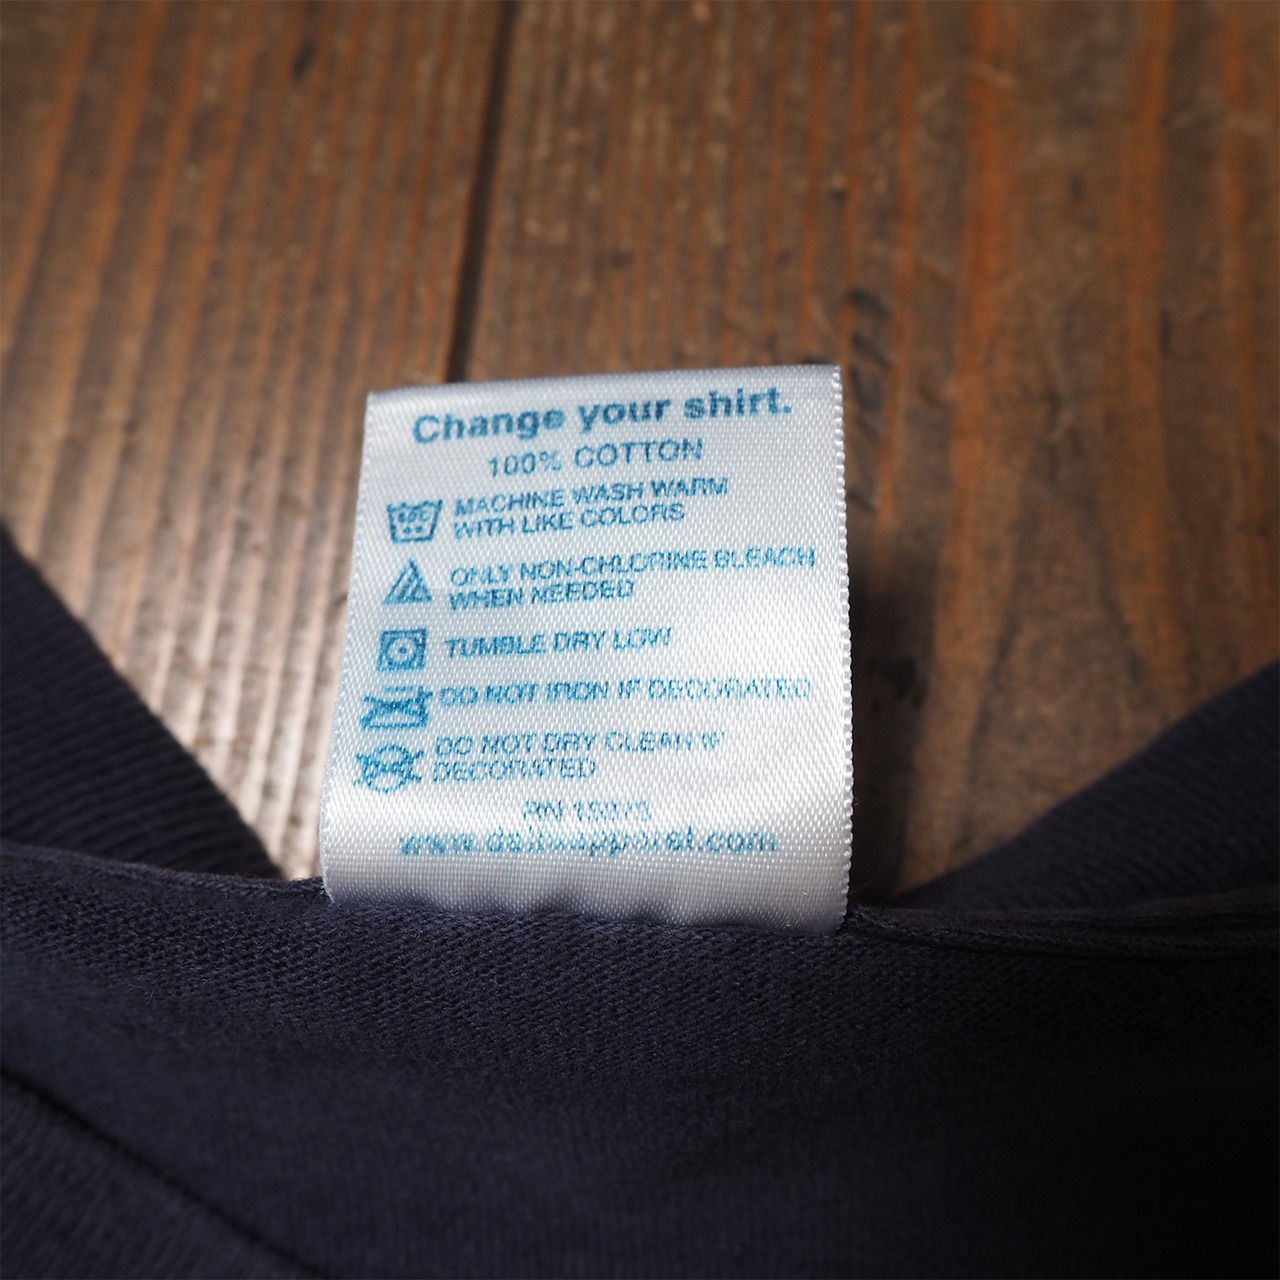 Change your shirt.
100% COTTON
MACHINE WASH WARM
WITH LIKE COLORS
ONLY NON-CHLORINE BLEACH
WHEN NEEDED
TUMBLE DRY LOW
DO NOT IRON IF DECORATED
DO NOT DRY CLEAN
DECORATED
RN